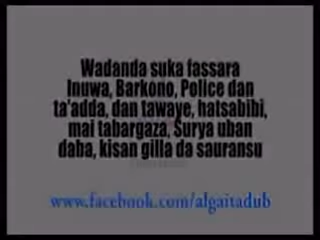 Wadanda suka fassara
Inuwa, Barkono, Police dan
ta'adda, dan tawaye, hatsabibi,
mai tabargaza, Surya uban
daba, kisan gilla da sauransu
www.facebook.com/algaitadub